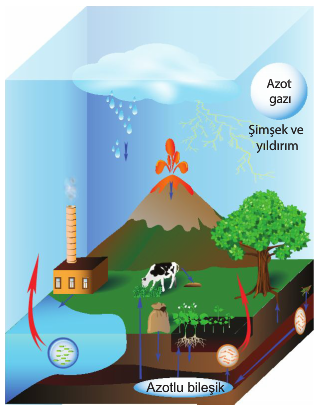 Azot
gazı
Şimşek ve
yıldırım
Azotlu bileşik